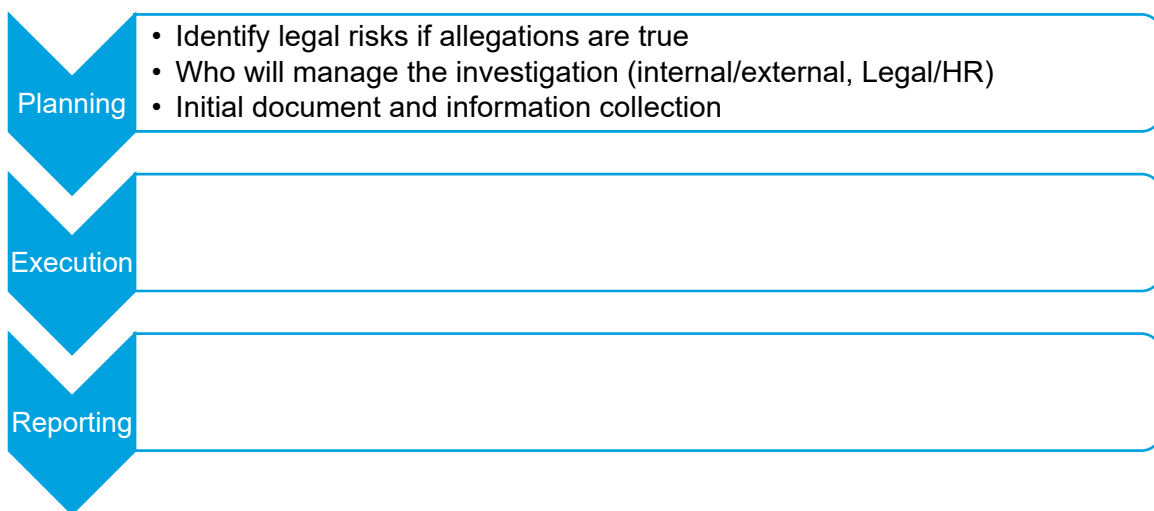 Planning
• Identify legal risks if allegations are true
• Who will manage the investigation (internal/external, Legal/HR)
• Initial document and information collection
Execution
Reporting